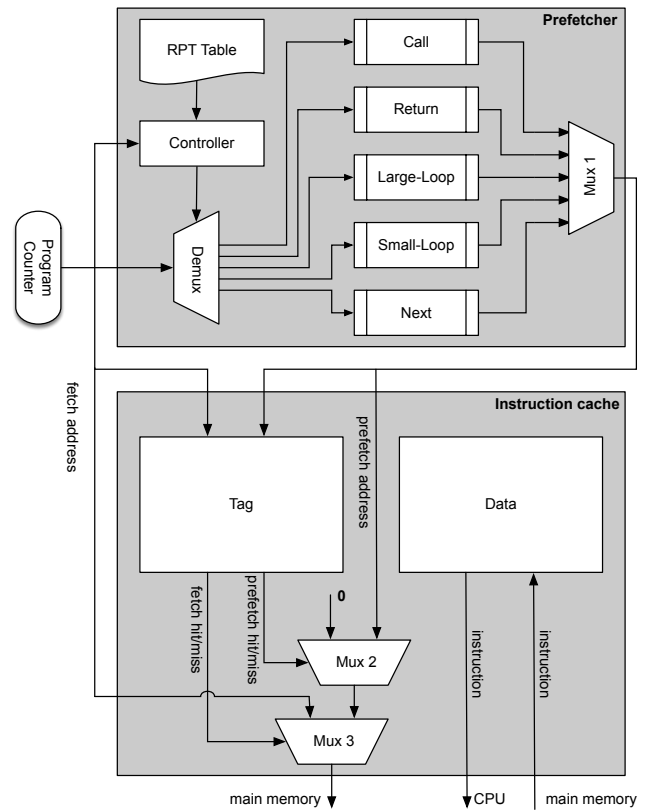 Prefetcher
RPT Table
Call
Controller
Return
Large-Loop
Mux 1
Small-Loop
Demux
Program
Counter
Next
fetch address
Instruction cache
prefetch address
Tag
Data
fetch hit/miss
prefetch hit/miss
0
instruction
instruction
Mux 2
Mux 3
main memory
CPU
main memory